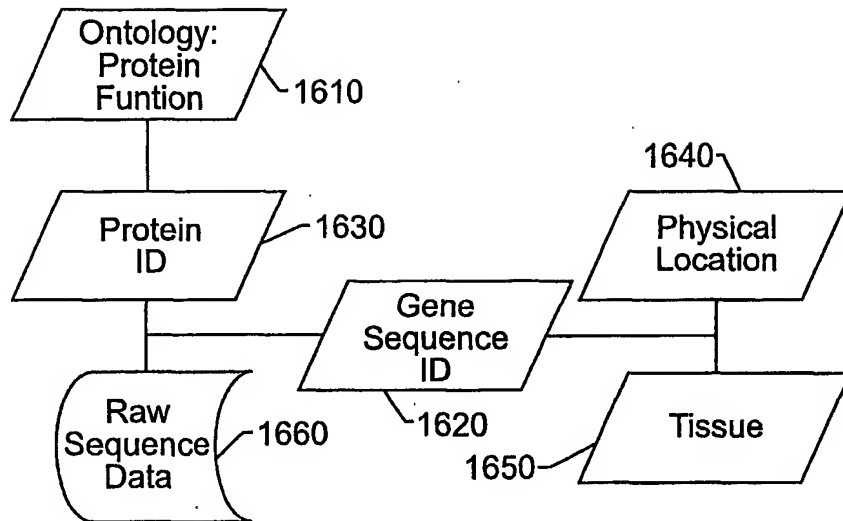 Ontology:
Protein
Funtion
1610
1640
Protein
ID
1630
Physical
Location
Gene
Sequence
ID
Raw
Sequence
Data
1660
1620
1650
Tissue